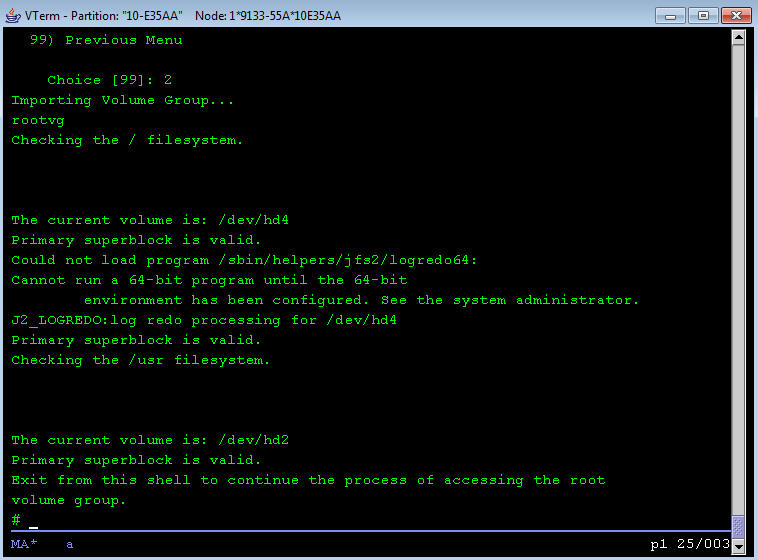 VTerm - Partition: "10-E35AA"    Node: 1*9133-55A*10E35AA
  99) Previous Menu
    Choice [99]: 2
Importing Volume Group...
rootvg
Checking the / filesystem.
The current volume is: /dev/hd4
Primary superblock is valid.
Could not load program /sbin/helpers/jfs2/logredo64:
Cannot run a 64-bit program until the 64-bit
        environment has been configured. See the system administrator.
J2_LOGREDO:log redo processing for /dev/hd4
Primary superblock is valid.
Checking the /usr filesystem.
The current volume is: /dev/hd2
Primary superblock is valid.
Exit from this shell to continue the process of accessing the root
volume group.
# _
MA*   a   p1 25/003